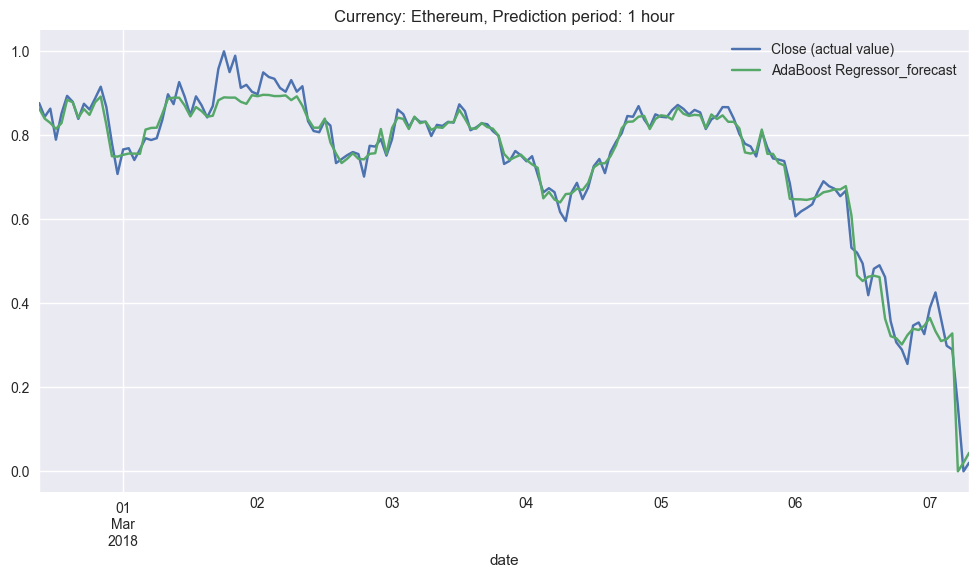 Currency: Ethereum, Prediction period: 1 hour
Close (actual value)
AdaBoost Regressor_forecast
1.0
0.8
0.6
0.4
0.2
0.0
01 02 03 04 05 06 07
Mar
2018
date